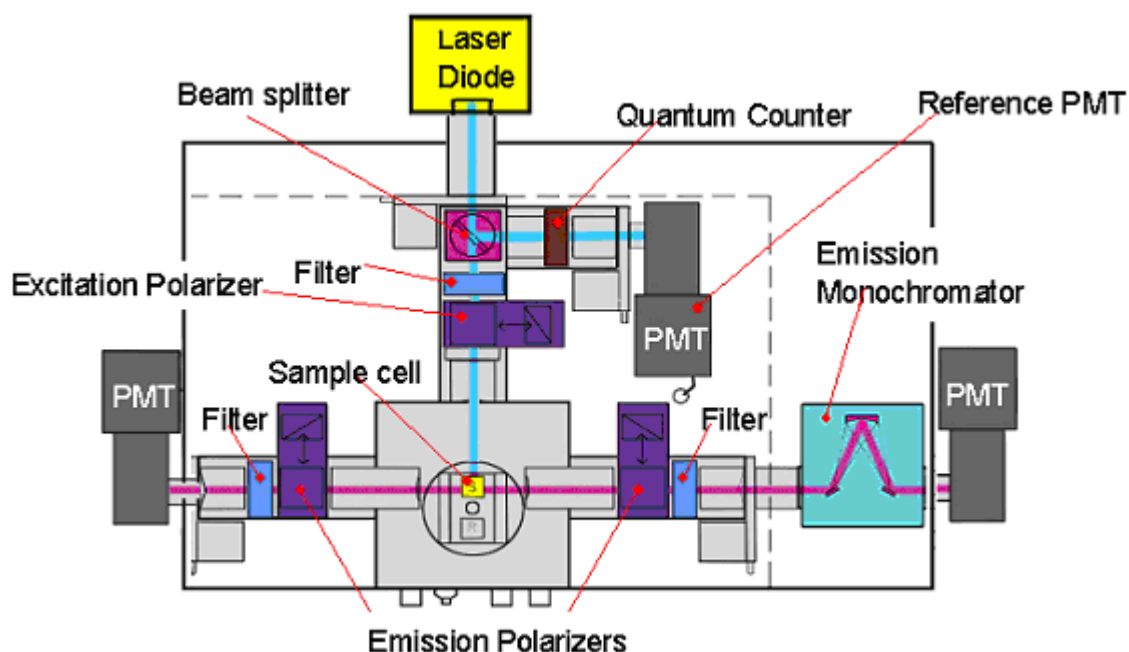 Laser
Diode
Beam splitter
Quantum Counter
Reference PMT
Filter
Excitation Polarizer
Emission
Monochromator
PMT
Sample cell
PMT
PMT
Filter
Filter
S
R
Emission Polarizers